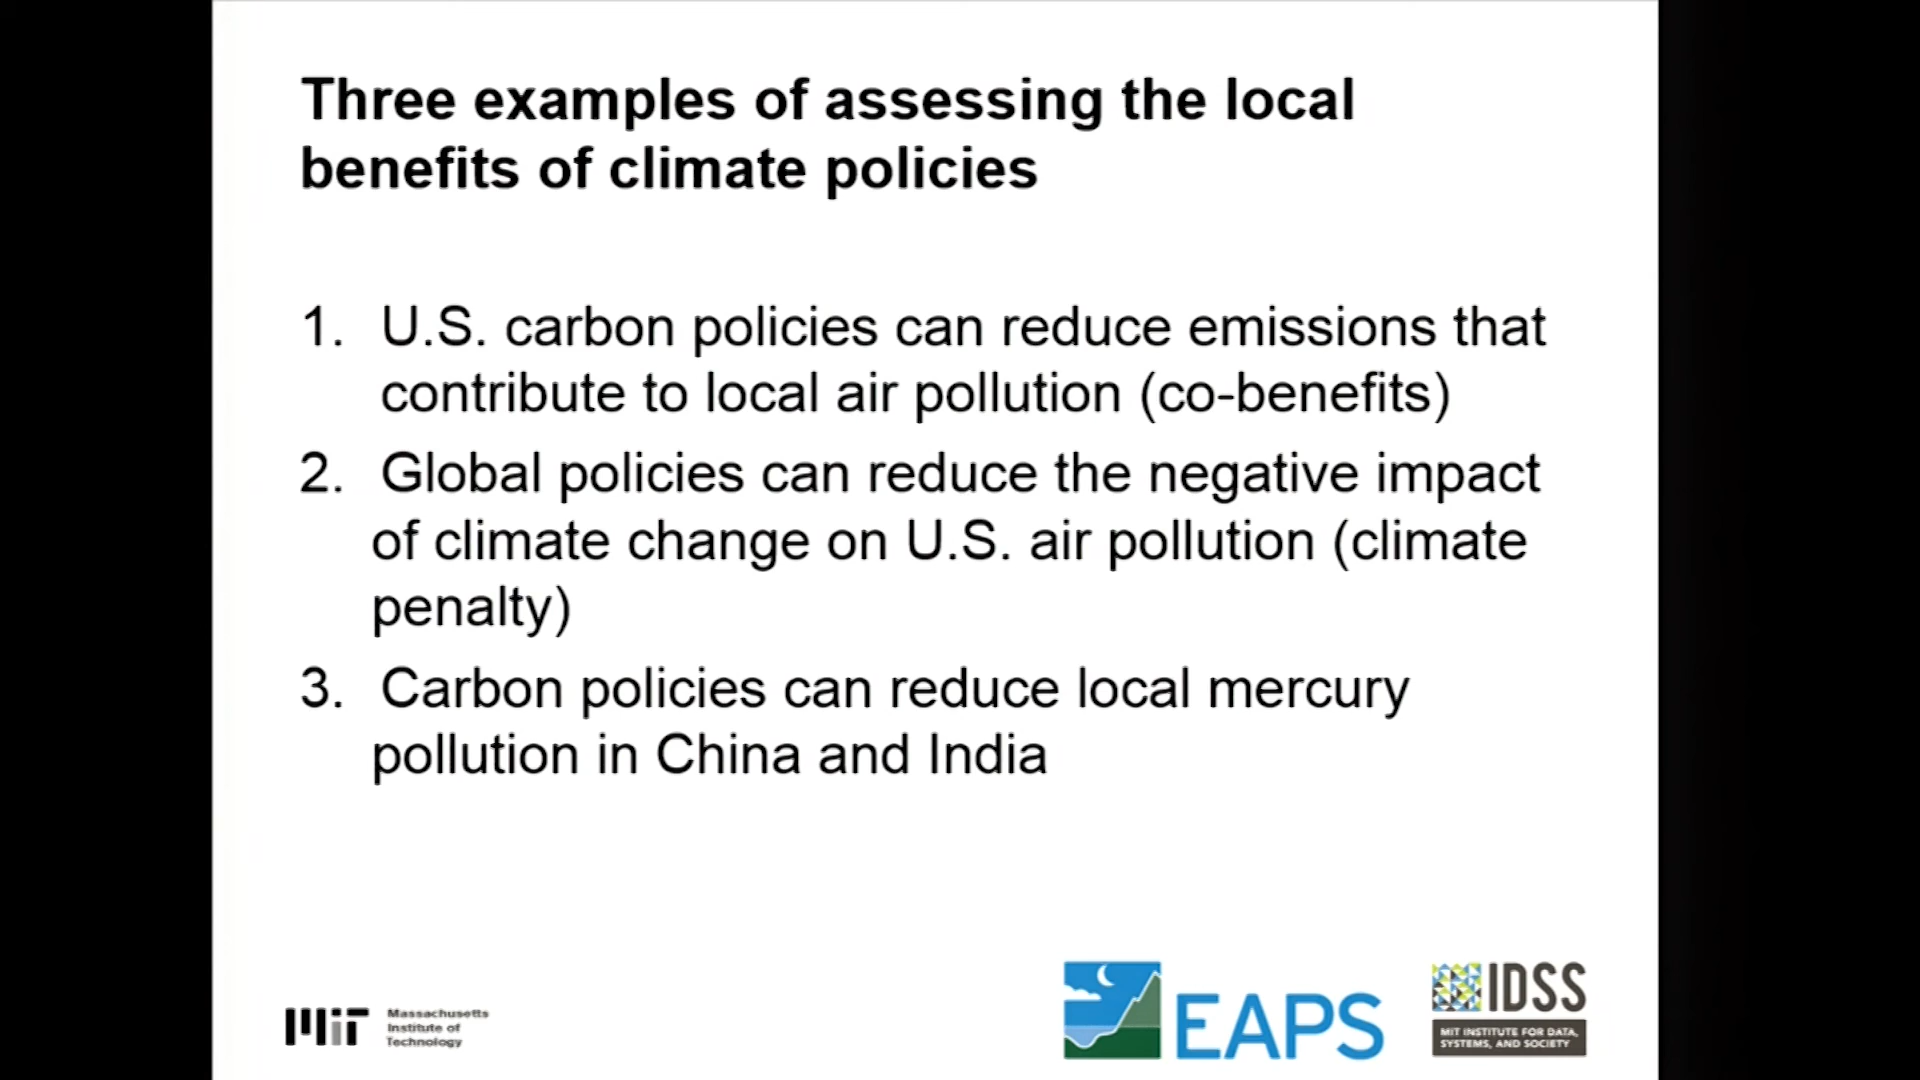 Three examples of assessing the local
benefits of climate policies
1. U.S. carbon policies can reduce emissions that
contribute to local air pollution (co-benefits)
2. Global policies can reduce the negative impact
of climate change on U.S. air pollution (climate
penalty)
3. Carbon policies can reduce local mercury
pollution in China and India
MIT
Massachusetts
Institute of
Technology
EAPS
IDSS
MIT INSTITUTE FOR DATA,
SYSTEMS, AND SOCIETY